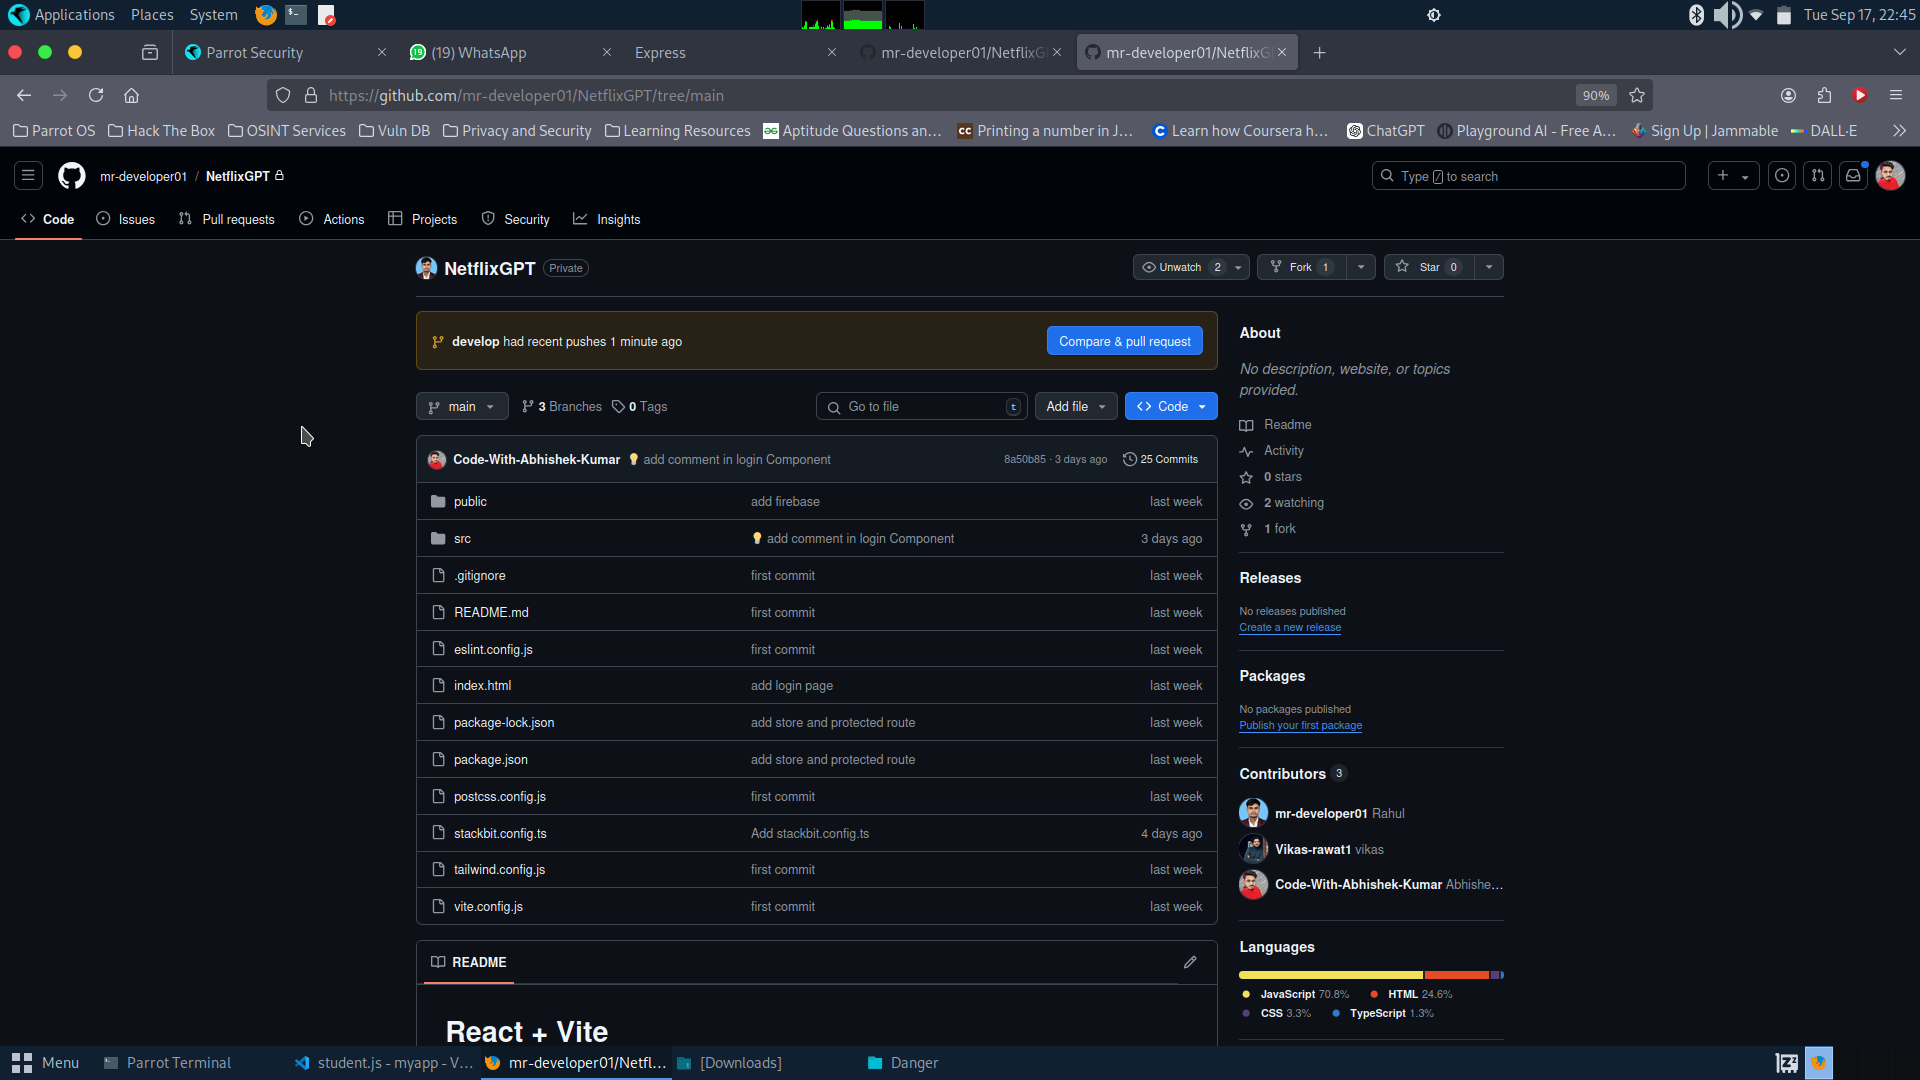 Applications Places System Tue Sep 17, 22:45
Parrot Security (19) WhatsApp Express mr-developer01/NetflixG mr-developer01/NetflixG
https://github.com/mr-developer01/NetflixGPT/tree/main 90%
Parrot OS Hack The Box OSINT Services Vuln DB Privacy and Security Learning Resources Aptitude Questions an… Printing a number in J… Learn how Coursera h… ChatGPT Playground AI - Free A… Sign Up | Jammable DALL·E
mr-developer01 / NetflixGPT Type / to search
Code Issues Pull requests Actions Projects Security Insights
NetflixGPT Private Unwatch 2 Fork 1 Star 0
develop had recent pushes 1 minute ago Compare & pull request
main 3 Branches 0 Tags Go to file t Add file Code
Code-With-Abhishek-Kumar 💡 add comment in login Component 8a50b85 · 3 days ago 25 Commits
public add firebase last week
src 💡 add comment in login Component 3 days ago
.gitignore first commit last week
README.md first commit last week
eslint.config.js first commit last week
index.html add login page last week
package-lock.json add store and protected route last week
package.json add store and protected route last week
postcss.config.js first commit last week
stackbit.config.ts Add stackbit.config.ts 4 days ago
tailwind.config.js first commit last week
vite.config.js first commit last week
README
React + Vite
About
No description, website, or topics
provided.
Readme
Activity
0 stars
2 watching
1 fork
Releases
No releases published
Create a new release
Packages
No packages published
Publish your first package
Contributors 3
mr-developer01 Rahul
Vikas-rawat1 vikas
Code-With-Abhishek-Kumar Abhishe…
Languages
JavaScript 70.8% HTML 24.6%
CSS 3.3% TypeScript 1.3%
Menu Parrot Terminal student.js - myapp - V… mr-developer01/Netfl… [Downloads] Danger